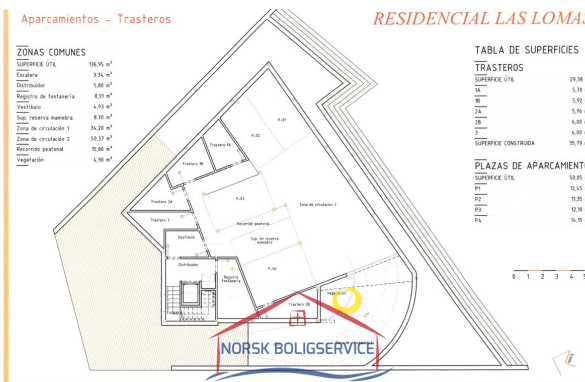 Aparcamientos - Trasteros
RESIDENCIAL LAS LOMAS
ZONAS COMUNES
SUPERFICIE ÚTIL 136,95 m²
Escalera 3,34 m²
Distribuidor 5,80 m²
Registro de fontanería 8,91 m²
Vestíbulo 4,93 m²
Sup. reserva maniobra 8,70 m²
Zona de circulación 1 34,20 m²
Zona de circulación 2 50,37 m²
Recorrido peatonal 15,80 m²
Vegetación 4,90 m²
TABLA DE SUPERFICIES
TRASTEROS
SUPERFICIE ÚTIL 29,38
1A 5,70
1B 5,92
2A 5,76
2B 6,00
3 6,00
SUPERFICIE CONSTRUIDA 35,79
PLAZAS DE APARCAMIENTO
SUPERFICIE ÚTIL 50,05
P1 12,45
P2 11,35
P3 12,10
P4 14,15
P-01
P-02
Trastero 1A
Trastero 1B
Trastero 2A
P-03
Zona de circulación 2
Trastero 3
Recorrido peatonal
Vestíbulo
Sup. de reserva
maniobra
Distribuidor
P-04
Registro
fontanería
Vegetación
Trastero 2B
0 1 2 3 4 5
NORSK BOLIGSERVICE